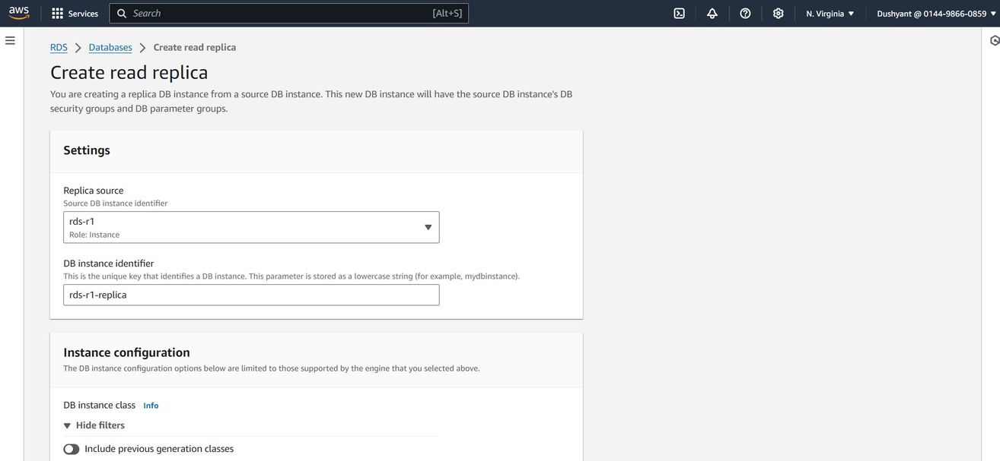 aws
Services
Search
[Alt+S]
N. Virginia
Dushyant @ 0144-9866-0859
RDS
Databases
Create read replica
Create read replica
You are creating a replica DB instance from a source DB instance. This new DB instance will have the source DB instance's DB
security groups and DB parameter groups.
Settings
Replica source
Source DB instance identifier
rds-r1
Role: Instance
DB instance identifier
This is the unique key that identifies a DB instance. This parameter is stored as a lowercase string (for example, mydbinstance).
rds-r1-replica
Instance configuration
The DB instance configuration options below are limited to those supported by the engine that you selected above.
DB instance class Info
Hide filters
Include previous generation classes